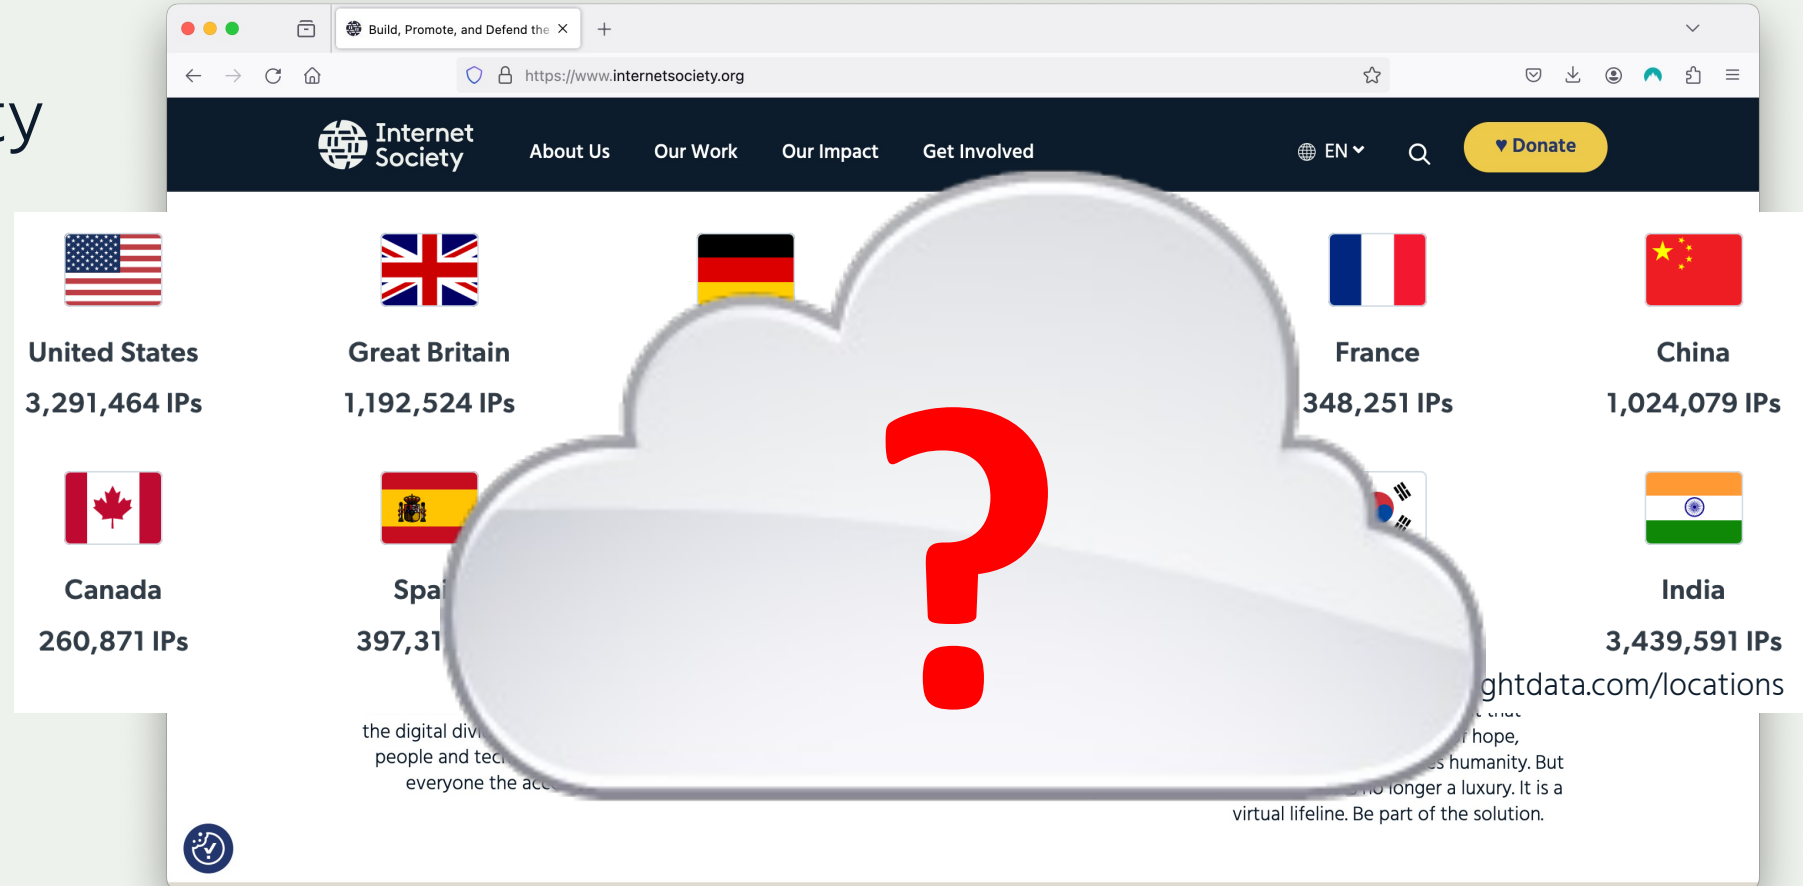 ty
Build, Promote, and Defend the
https://www.internetsociety.org
Internet
Society
About Us Our Work Our Impact Get Involved
EN
♥ Donate
United States Great Britain France China
3,291,464 IPs 1,192,524 IPs 348,251 IPs 1,024,079 IPs
?
Canada Spai India
260,871 IPs 397,31 3,439,591 IPs
ghtdata.com/locations
the digital divi
people and tec hope,
everyone the acc humanity. But
no longer a luxury. It is a
virtual lifeline. Be part of the solution.